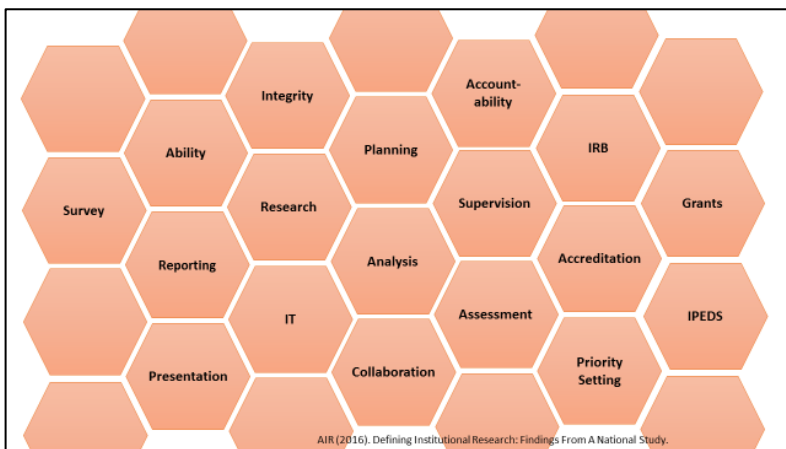 Integrity
Account-
ability
Ability
Planning
IRB
Survey
Research
Supervision
Grants
Reporting
Analysis
Accreditation
IT
Assessment
IPEDS
Presentation
Collaboration
Priority
Setting
AIR (2016). Defining Institutional Research: Findings From A National Study.